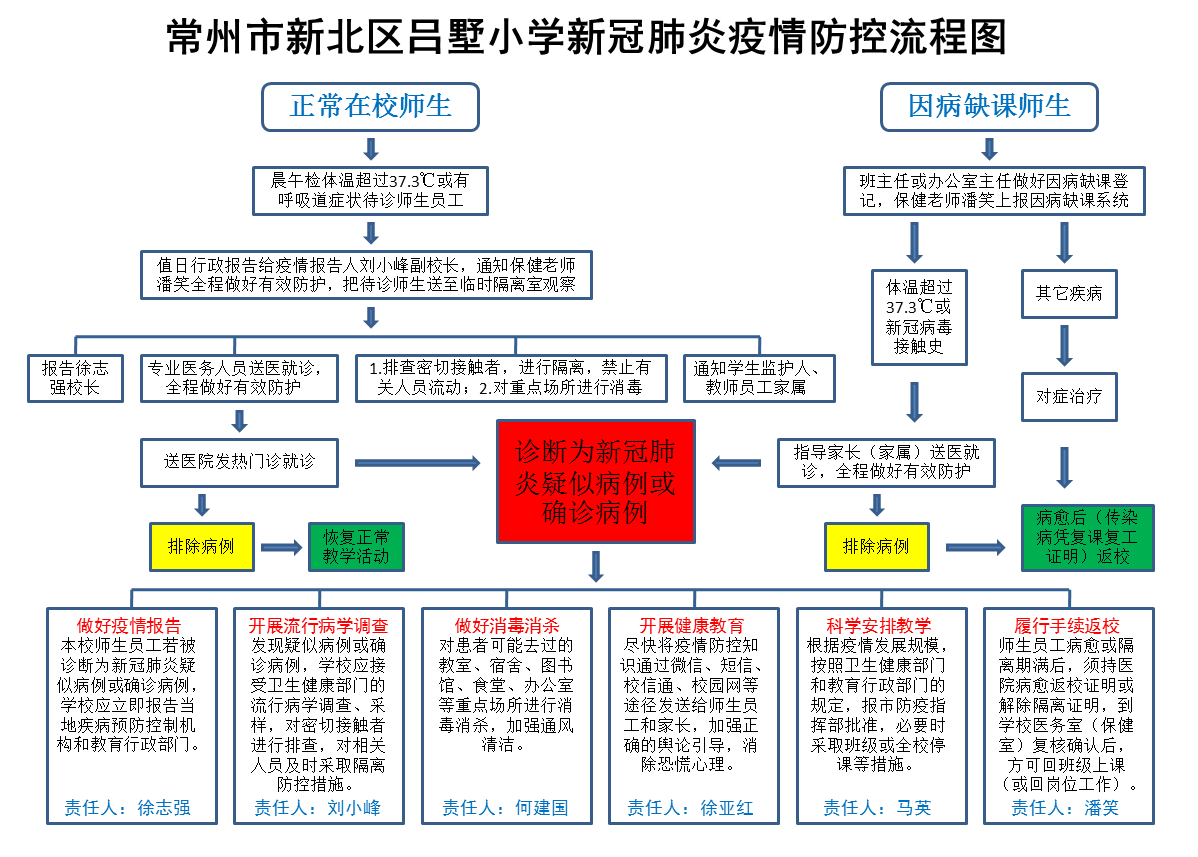 常州市新北区吕墅小学新冠肺炎疫情防控流程图
正常在校师生
因病缺课师生
晨午检体温超过37.3℃或有
呼吸道症状待诊师生员工
班主任或办公室主任做好因病缺课登
记，保健老师潘笑上报因病缺课系统
值日行政报告给疫情报告人刘小峰副校长，通知保健老师
潘笑全程做好有效防护，把待诊师生送至临时隔离室观察
体温超过
37.3℃或
新冠病毒
接触史
其它疾病
报告徐志
强校长
专业医务人员送医就诊，
全程做好有效防护
1.排查密切接触者，进行隔离，禁止有
关人员流动；2.对重点场所进行消毒
通知学生监护人、
教师员工家属
对症治疗
送医院发热门诊就诊
诊断为新冠肺
炎疑似病例或
确诊病例
指导家长（家属）送医就
诊，全程做好有效防护
排除病例
恢复正常
教学活动
排除病例
病愈后（传染
病凭复课复工
证明）返校
做好疫情报告
本校师生员工若被
诊断为新冠肺炎疑
似病例或确诊病例，
学校应立即报告当
地疾病预防控制机
构和教育行政部门。
责任人：徐志强
开展流行病学调查
发现疑似病例或确
诊病例，学校应接
受卫生健康部门的
流行病学调查、采
样，对密切接触者
进行排查，对相关
人员及时采取隔离
防控措施。
责任人：刘小峰
做好消毒消杀
对患者可能去过的
教室、宿舍、图书
馆、食堂、办公室
等重点场所进行消
毒消杀，加强通风
清洁。
责任人：何建国
开展健康教育
尽快将疫情防控知
识通过微信、短信、
校信通、校园网等
途径发送给师生员
工和家长，加强正
确的舆论引导，消
除恐慌心理。
责任人：徐亚红
科学安排教学
根据疫情发展规模，
按照卫生健康部门
和教育行政部门的
规定，报市防疫指
挥部批准，必要时
采取班级或全校停
课等措施。
责任人：马英
履行手续返校
师生员工病愈或隔
离期满后，须持医
院病愈返校证明或
解除隔离证明，到
学校医务室（保健
室）复核确认后，
方可回班级上课
（或回岗位工作）。
责任人：潘笑